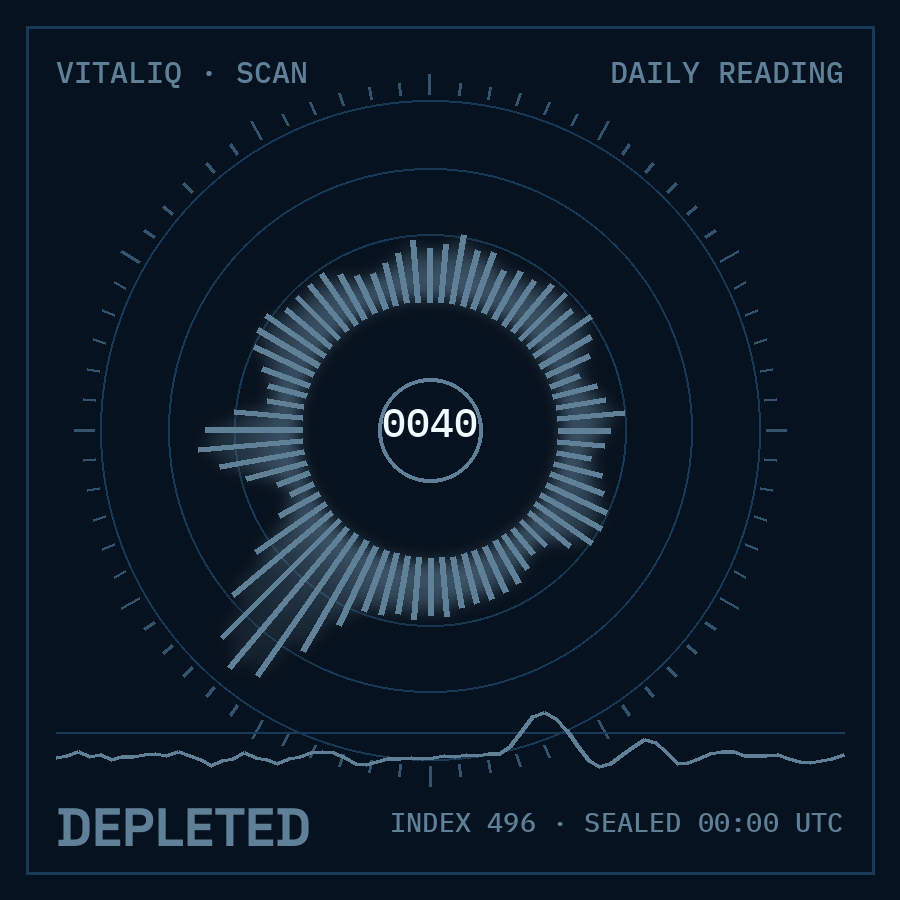 VITALIQ · SCAN
DAILY READING
0040
DEPLETED
INDEX 496 · SEALED 00:00 UTC